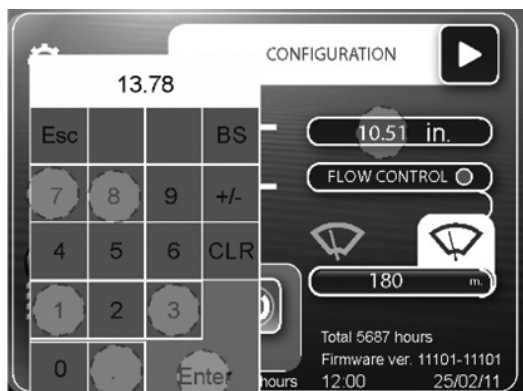 CONFIGURATION
13.78
Esc BS
7 8 9 +/-
4 5 6 CLR
1 2 3
0 . Enter
10.51 in.
FLOW CONTROL
180 m.
Total 5687 hours
Firmware ver. 11101-11101
hours 12:00 25/02/11